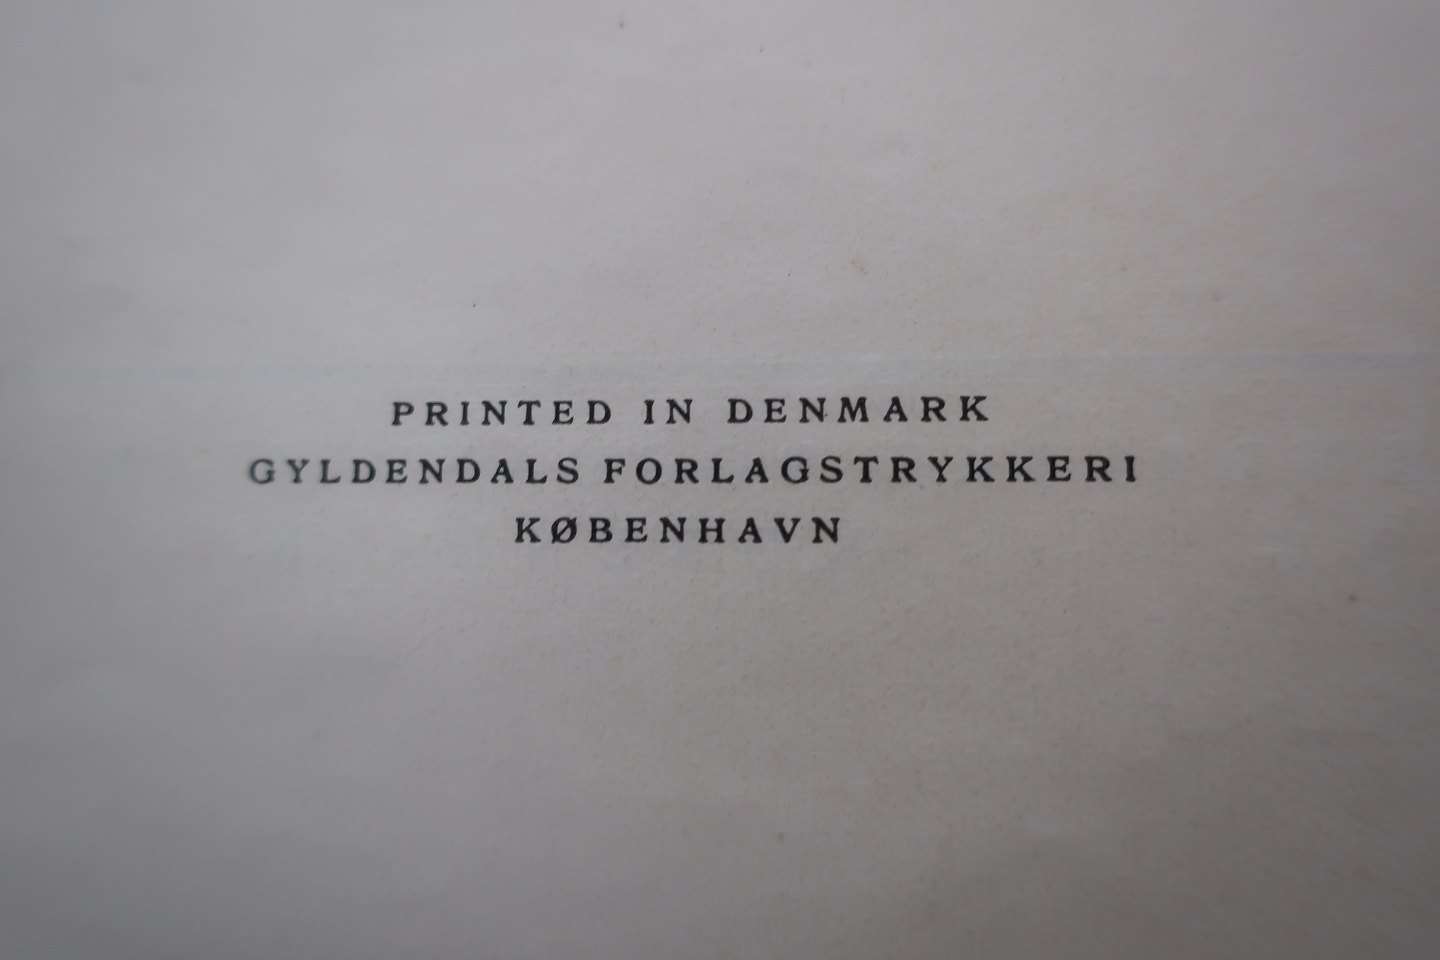 PRINTED IN DENMARK
GYLDENDALS FORLAGSTRYKKERI
KØBENHAVN